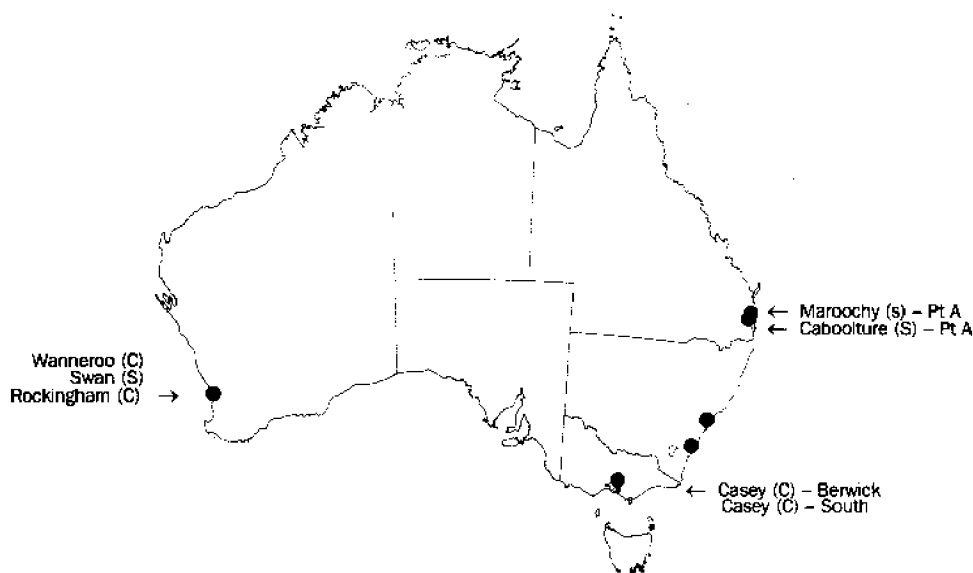 ← Maroochy (s) – Pt A
← Caboolture (S) – Pt A
Wanneroo (C)
Swan (S)
Rockingham (C) →
← Casey (C) – Berwick
Casey (C) – South